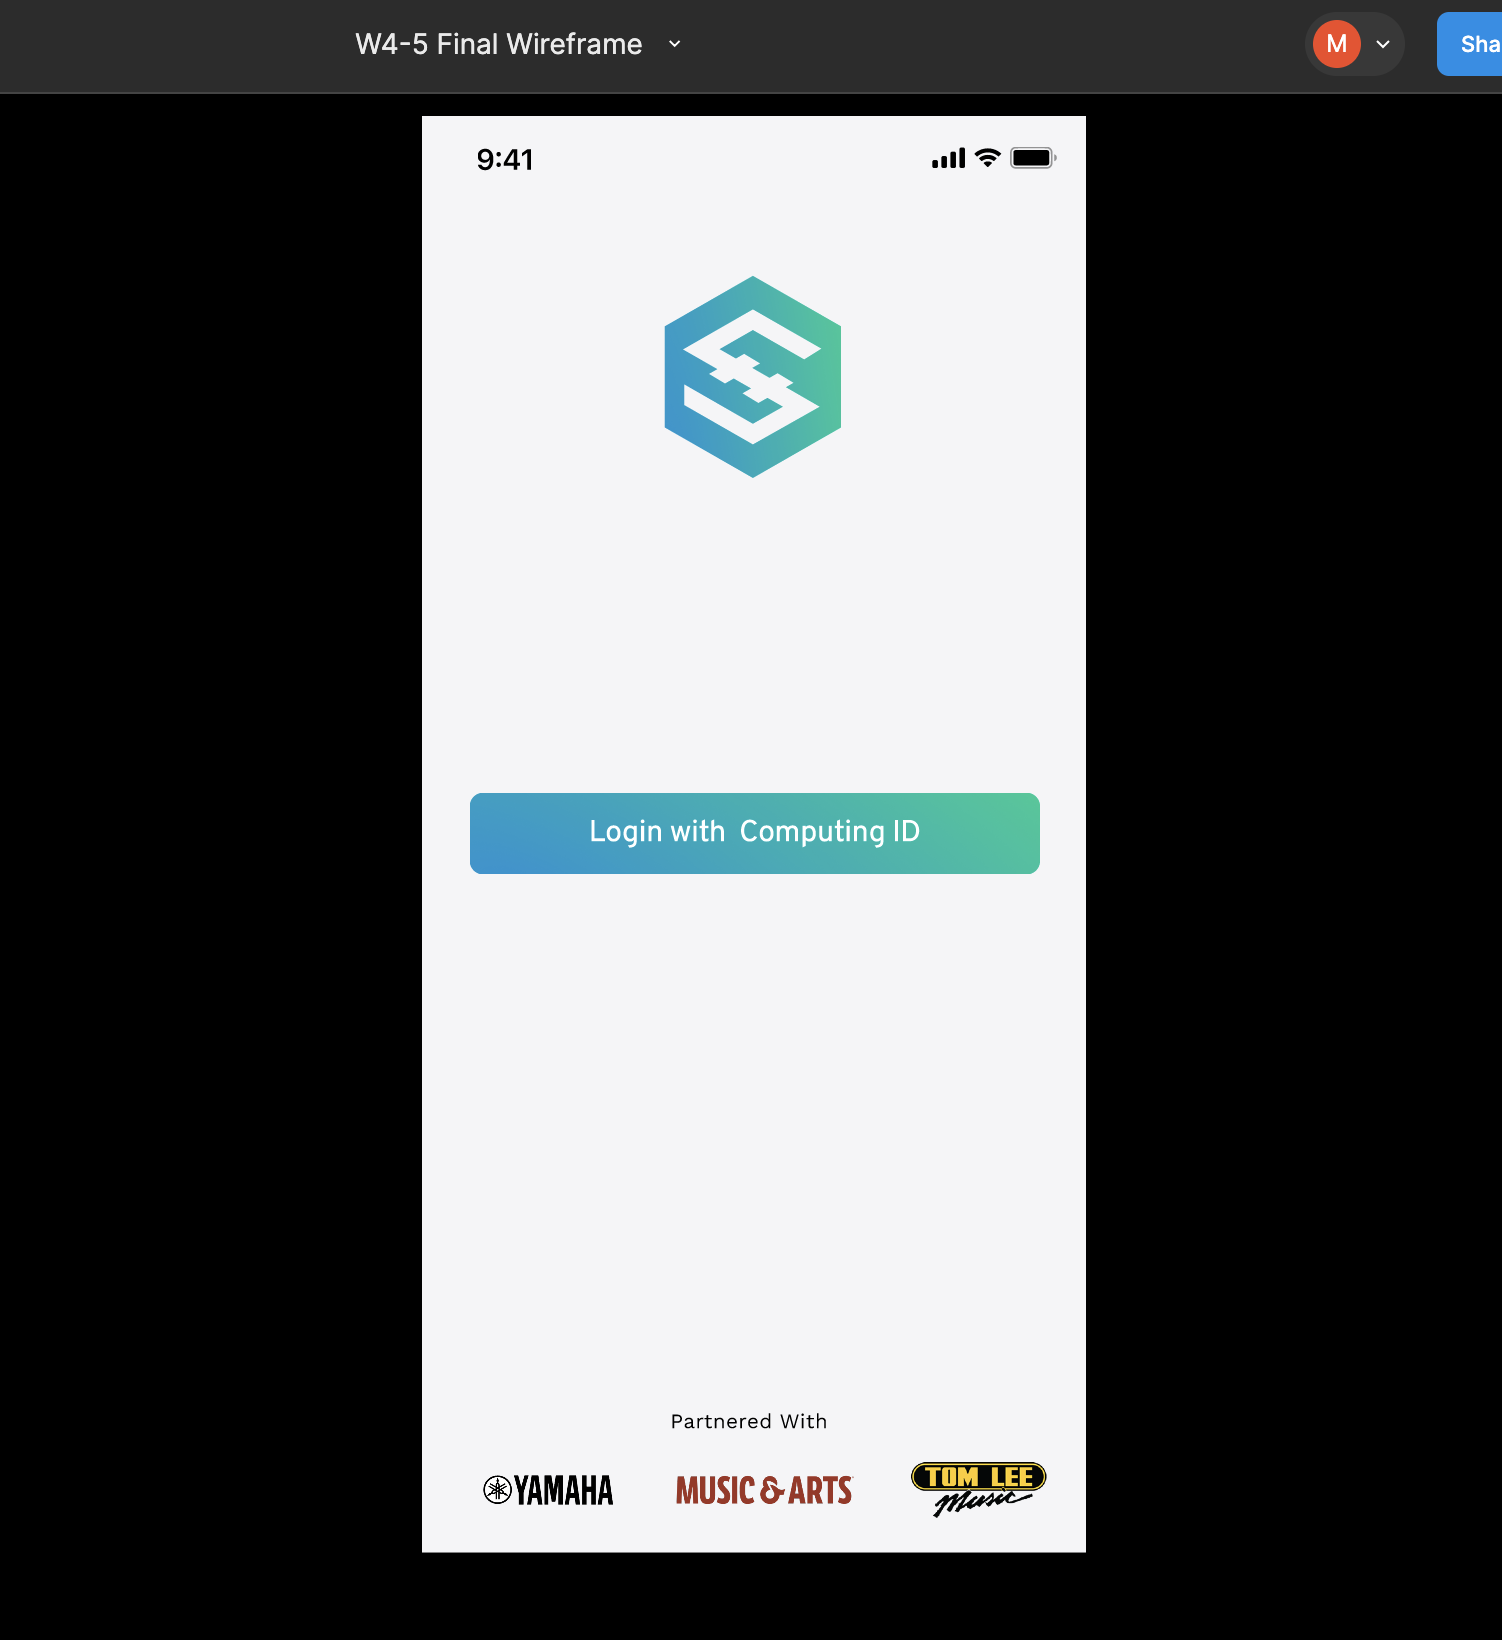 W4-5 Final Wireframe
M
Sha
9:41
Login with  Computing ID
Partnered With
YAMAHA
MUSIC & ARTS
TOM LEE
Music